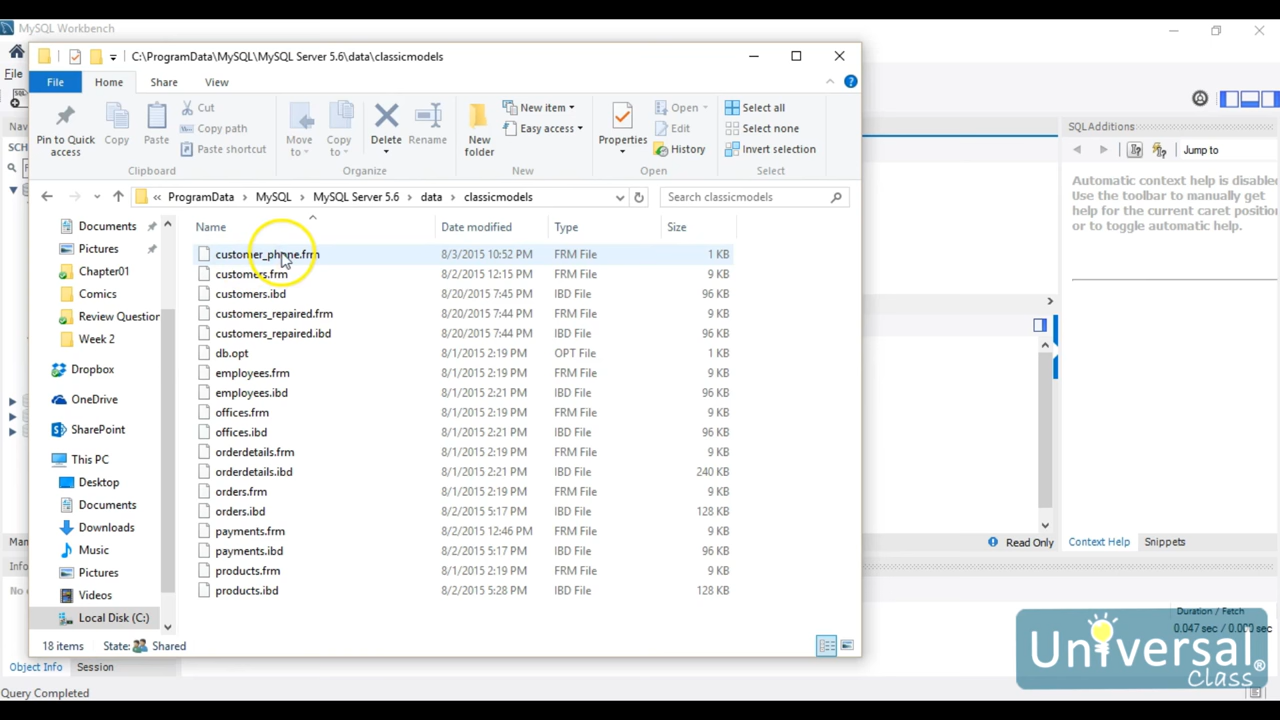 MySQL Workbench
C:\ProgramData\MySQL\MySQL Server 5.6\data\classicmodels
File
File Home Share View
Pin to Quick access
Copy
Paste
Cut
Copy path
Paste shortcut
Clipboard
Move to
Copy to
Delete
Rename
Organize
New folder
New item
Easy access
New
Properties
Open
Edit
History
Open
Select all
Select none
Invert selection
Select
« ProgramData > MySQL > MySQL Server 5.6 > data > classicmodels
Search classicmodels
Nav
SCH
Documents
Pictures
Chapter01
Comics
Review Question
Week 2
Dropbox
OneDrive
SharePoint
This PC
Desktop
Documents
Downloads
Music
Pictures
Videos
Local Disk (C:)
Name Date modified Type Size
customer_phone.frm 8/3/2015 10:52 PM FRM File 1 KB
customers.frm 8/2/2015 12:15 PM FRM File 9 KB
customers.ibd 8/20/2015 7:45 PM IBD File 96 KB
customers_repaired.frm 8/20/2015 7:44 PM FRM File 9 KB
customers_repaired.ibd 8/20/2015 7:44 PM IBD File 96 KB
db.opt 8/1/2015 2:19 PM OPT File 1 KB
employees.frm 8/1/2015 2:19 PM FRM File 9 KB
employees.ibd 8/1/2015 2:21 PM IBD File 96 KB
offices.frm 8/1/2015 2:19 PM FRM File 9 KB
offices.ibd 8/1/2015 2:21 PM IBD File 96 KB
orderdetails.frm 8/1/2015 2:19 PM FRM File 9 KB
orderdetails.ibd 8/1/2015 2:21 PM IBD File 240 KB
orders.frm 8/1/2015 2:19 PM FRM File 9 KB
orders.ibd 8/2/2015 5:17 PM IBD File 128 KB
payments.frm 8/2/2015 12:46 PM FRM File 9 KB
payments.ibd 8/2/2015 5:17 PM IBD File 96 KB
products.frm 8/1/2015 2:19 PM FRM File 9 KB
products.ibd 8/2/2015 5:28 PM IBD File 128 KB
18 items State: Shared
SQLAdditions
Jump to
Automatic context help is disable
Use the toolbar to manually get
help for the current caret position
or to toggle automatic help.
Man
Info
No
Read Only
Context Help Snippets
Duration / Fetch
0.047 sec / 0.000 sec
Object Info Session
Query Completed
Universal
Class®